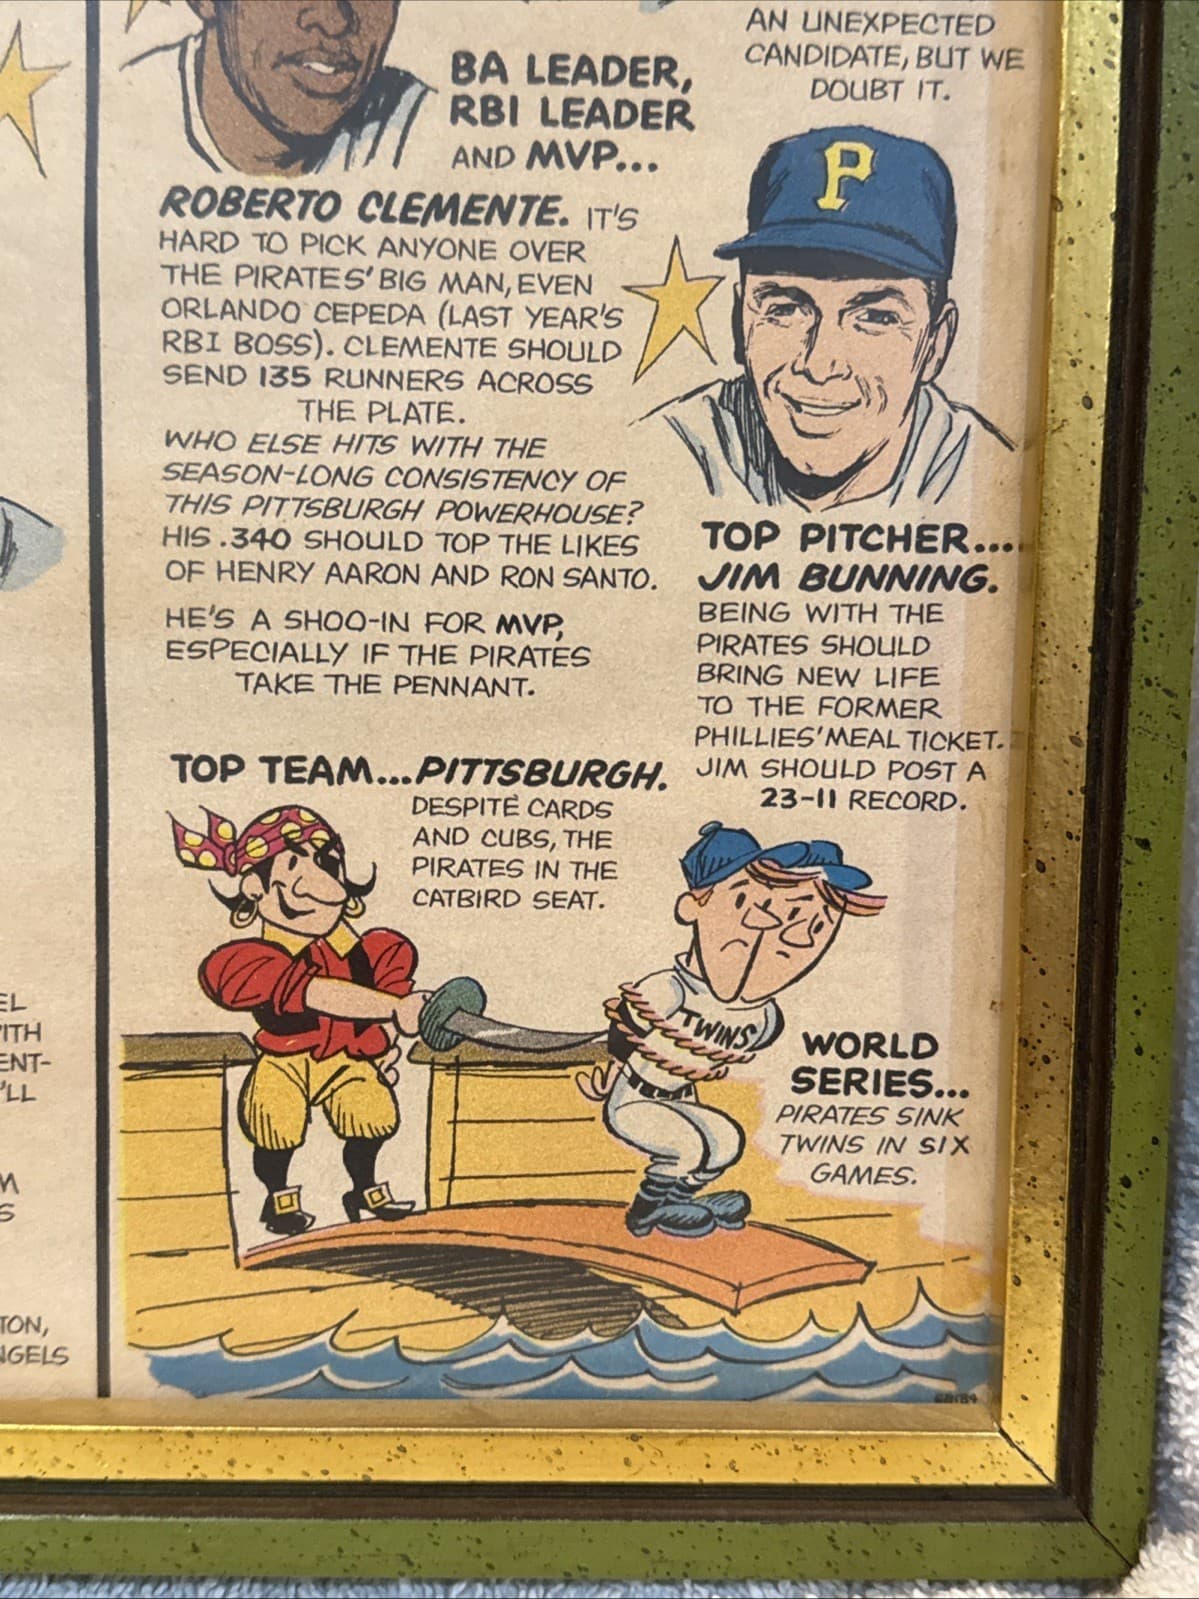 AN UNEXPECTED
CANDIDATE, BUT WE
DOUBT IT.
BA LEADER,
RBI LEADER
AND MVP...
ROBERTO CLEMENTE. IT'S
HARD TO PICK ANYONE OVER
THE PIRATES' BIG MAN, EVEN
ORLANDO CEPEDA (LAST YEAR'S
RBI BOSS). CLEMENTE SHOULD
SEND 135 RUNNERS ACROSS
THE PLATE.
WHO ELSE HITS WITH THE
SEASON-LONG CONSISTENCY OF
THIS PITTSBURGH POWERHOUSE?
HIS .340 SHOULD TOP THE LIKES
OF HENRY AARON AND RON SANTO.
HE'S A SHOO-IN FOR MVP,
ESPECIALLY IF THE PIRATES
TAKE THE PENNANT.
P
TOP PITCHER...
JIM BUNNING.
BEING WITH THE
PIRATES SHOULD
BRING NEW LIFE
TO THE FORMER
PHILLIES' MEAL TICKET.
JIM SHOULD POST A
23-11 RECORD.
TOP TEAM...PITTSBURGH.
DESPITE CARDS
AND CUBS, THE
PIRATES IN THE
CATBIRD SEAT.
TWINS
WORLD
SERIES...
PIRATES SINK
TWINS IN SIX
GAMES.
EL
ITH
ENT-
'LL
M
S
TON,
NGELS